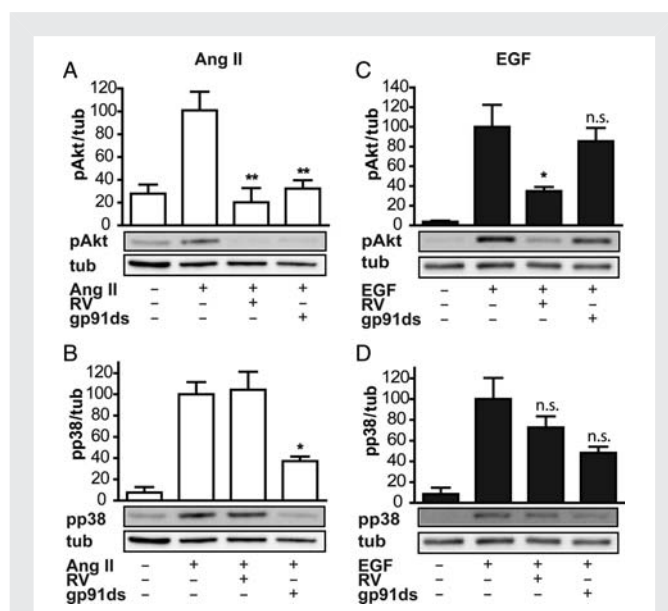 Ang II
EGF
A
pAkt/tub
120
100
80
60
40
20
0
**
**
pAkt
tub
Ang II – + + +
RV – – + –
gp91ds – – – +
C
pAkt/tub
140
120
100
80
60
40
20
0
*
n.s.
pAkt
tub
EGF – + + +
RV – – + –
gp91ds – – – +
B
pp38/tub
120
100
80
60
40
20
0
*
pp38
tub
Ang II – + + +
RV – – + –
gp91ds – – – +
D
pp38/tub
120
100
80
60
40
20
0
n.s.
n.s.
pp38
tub
EGF – + + +
RV – – + –
gp91ds – – – +